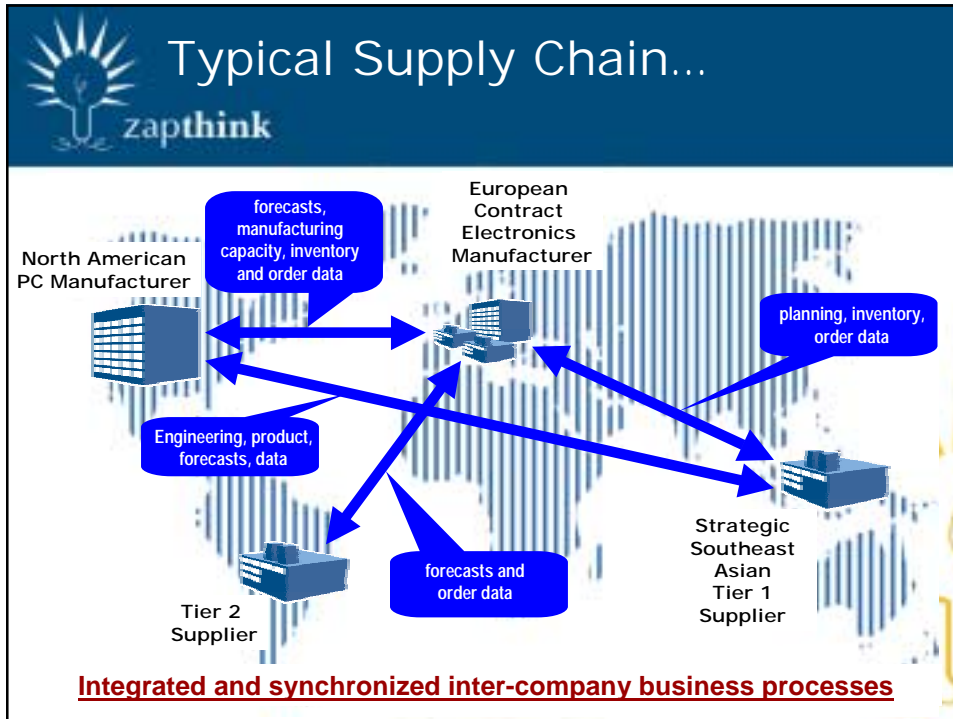 Typical Supply Chain...
zapthink
forecasts,
manufacturing
capacity, inventory
and order data
European
Contract
Electronics
Manufacturer
North American
PC Manufacturer
planning, inventory,
order data
Engineering, product,
forecasts, data
forecasts and
order data
Tier 2
Supplier
Strategic
Southeast
Asian
Tier 1
Supplier
Integrated and synchronized inter-company business processes